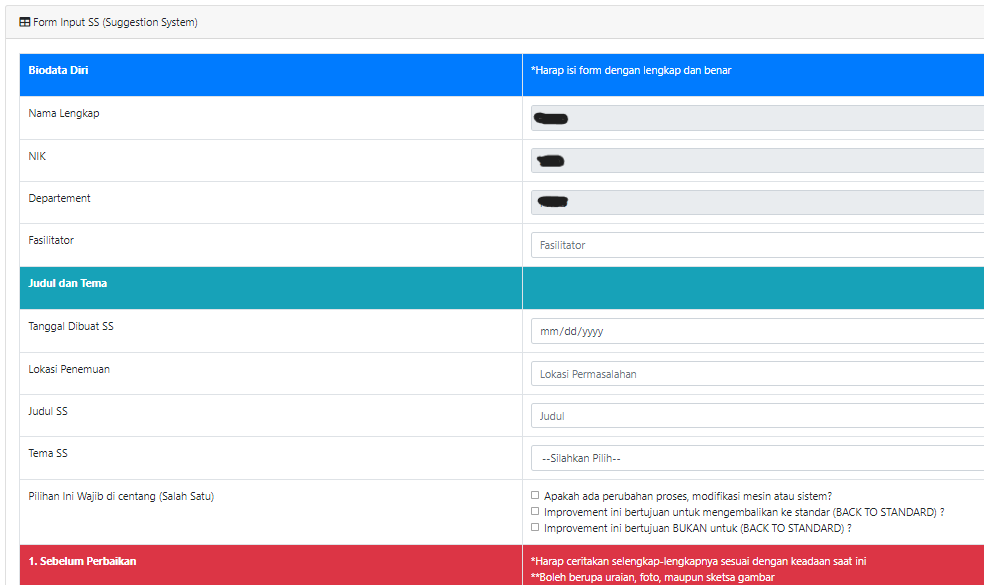 Form Input SS (Suggestion System)
Biodata Diri
*Harap isi form dengan lengkap dan benar
Nama Lengkap
NIK
Departement
Fasilitator
Fasilitator
Judul dan Tema
Tanggal Dibuat SS
mm/dd/yyyy
Lokasi Penemuan
Lokasi Permasalahan
Judul SS
Judul
Tema SS
--Silahkan Pilih--
Pilihan Ini Wajib di centang (Salah Satu)
Apakah ada perubahan proses, modifikasi mesin atau sistem?
Improvement ini bertujuan untuk mengembalikan ke standar (BACK TO STANDARD) ?
Improvement ini bertujuan BUKAN untuk (BACK TO STANDARD) ?
1. Sebelum Perbaikan
*Harap ceritakan selengkap-lengkapnya sesuai dengan keadaan saat ini
**Boleh berupa uraian, foto, maupun sketsa gambar